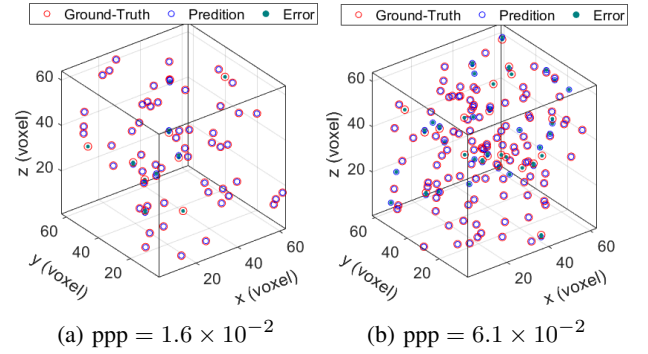 Ground-Truth Predition Error Ground-Truth Predition Error
60 60
40 40
20 20
z (voxel) z (voxel)
60 40 20 20 40 60 60 40 20 20 40 60
y (voxel) x (voxel) y (voxel) x (voxel)
(a) ppp = 1.6 × 10⁻² (b) ppp = 6.1 × 10⁻²